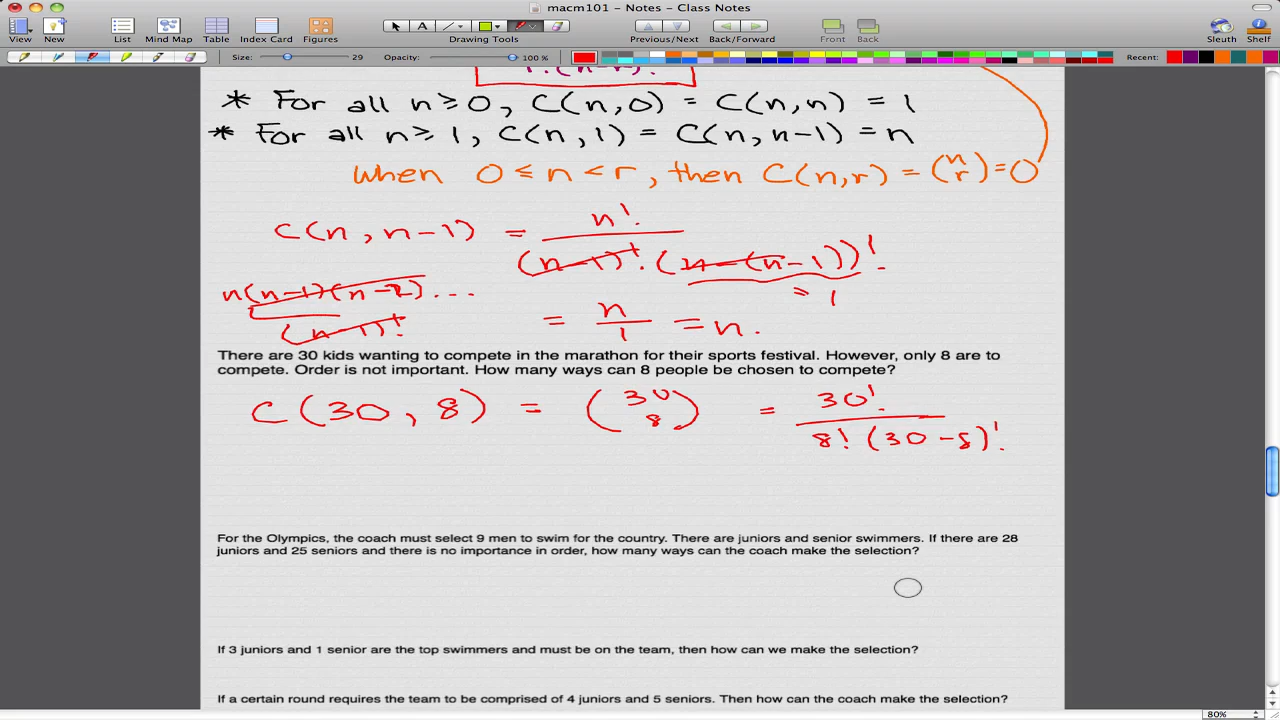 macm101 - Notes - Class Notes
View New List Mind Map Table Index Card Figures Drawing Tools Previous/Next Back/Forward Sleuth Shelf
Size: 29 Opacity: 100 % Recent:
r! (n-r)!
* For all n ≥ 0, C(n,0) = C(n,n) = 1
* For all n ≥ 1, C(n,1) = C(n,n-1) = n
when 0 ≤ n < r, then C(n,r) = (n r) = 0
C(n, n-1) = n! / (n-1)! · (n-(n-1))!
= 1
n(n-1)(n-2)... / (n-1)!
= n/1 = n.
There are 30 kids wanting to compete in the marathon for their sports festival. However, only 8 are to
compete. Order is not important. How many ways can 8 people be chosen to compete?
C(30, 8) = (30 8) = 30! / 8! (30-8)!
For the Olympics, the coach must select 9 men to swim for the country. There are juniors and senior swimmers. If there are 28
juniors and 25 seniors and there is no importance in order, how many ways can the coach make the selection?
If 3 juniors and 1 senior are the top swimmers and must be on the team, then how can we make the selection?
If a certain round requires the team to be comprised of 4 juniors and 5 seniors. Then how can the coach make the selection?
80%